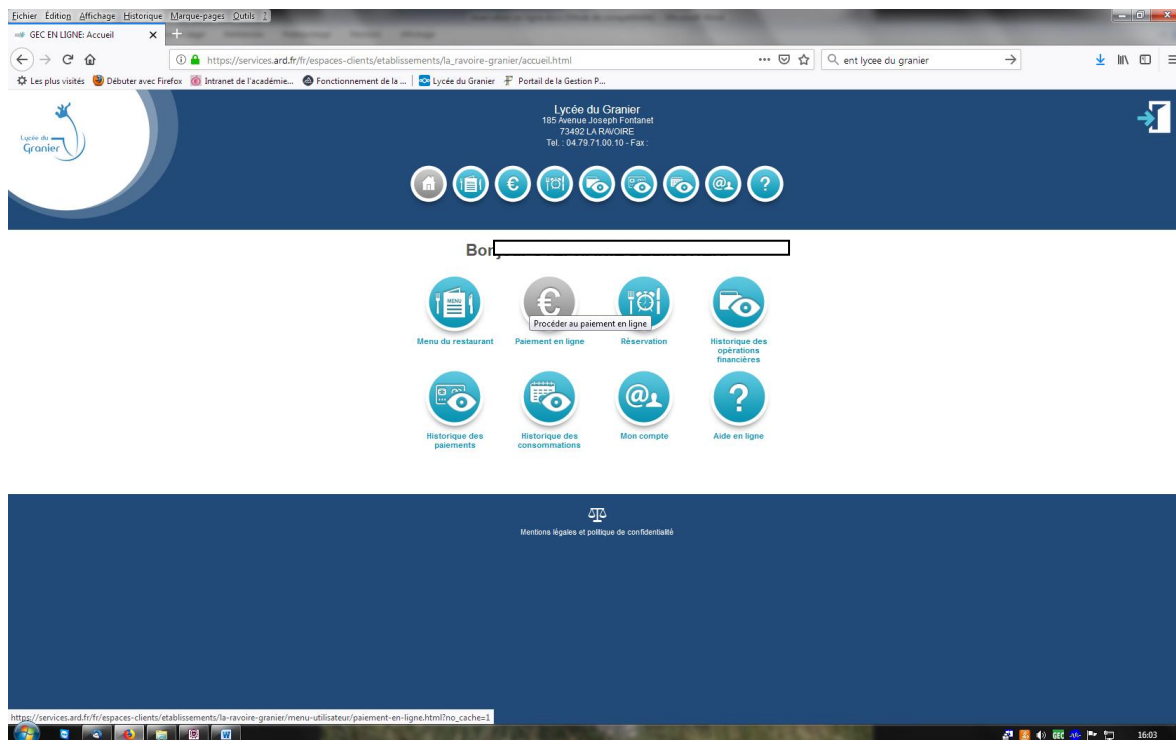 Fichier Édition Affichage Historique Marque-pages Outils ?
GEC EN LIGNE: Accueil
https://services.ard.fr/fr/espaces-clients/etablissements/la_ravoire-granier/accueil.html
ent lycee du granier
Les plus visités Débuter avec Firefox Intranet de l'académie... Fonctionnement de la ... Lycée du Granier Portail de la Gestion P...
Lycée du
Granier
Lycée du Granier
185 Avenue Joseph Fontanet
73492 LA RAVOIRE
Tel. : 04.79.71.00.10 - Fax :
Bon
MENU
Procéder au paiement en ligne
Menu du restaurant Paiement en ligne Réservation Historique des opérations financières
Historique des paiements Historique des consommations Mon compte Aide en ligne
Mentions légales et politique de confidentialité
https://services.ard.fr/fr/espaces-clients/etablissements/la-ravoire-granier/menu-utilisateur/paiement-en-ligne.html?no_cache=1
GEC
16:03